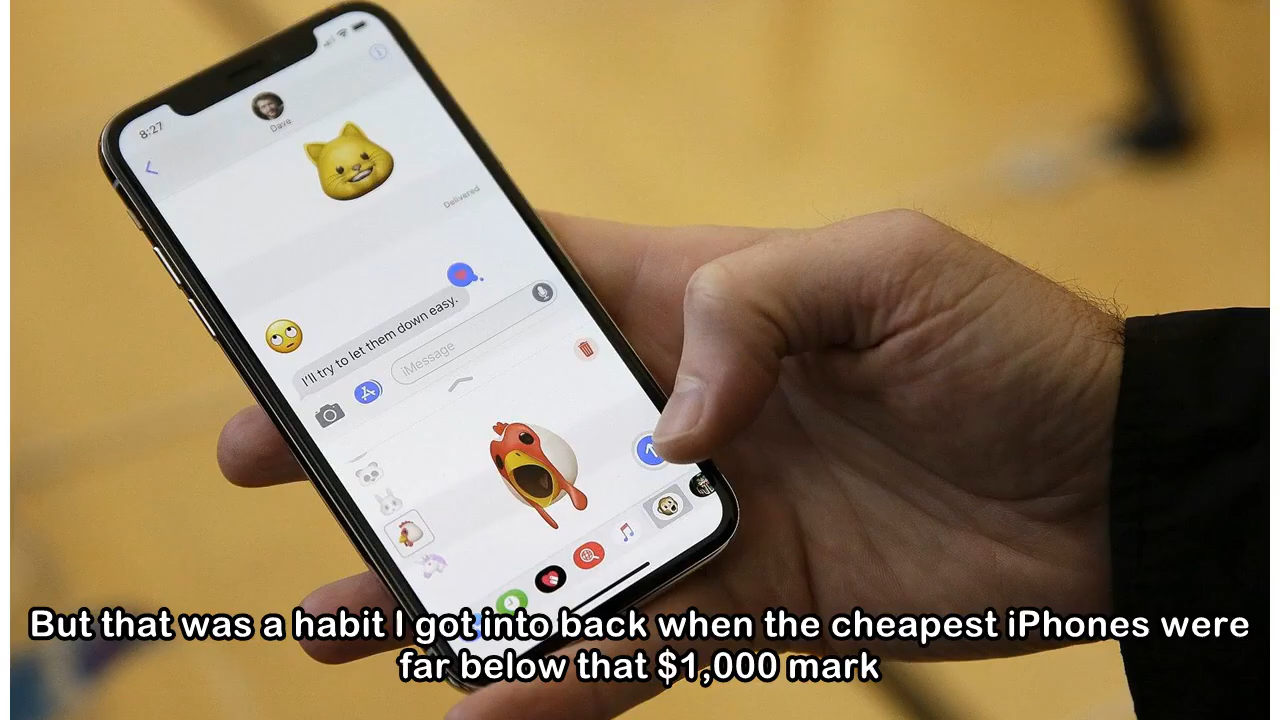 8:27
Dave
Delivered
I'll try to let them down easy.
iMessage
But that was a habit I got into back when the cheapest iPhones were
far below that $1,000 mark